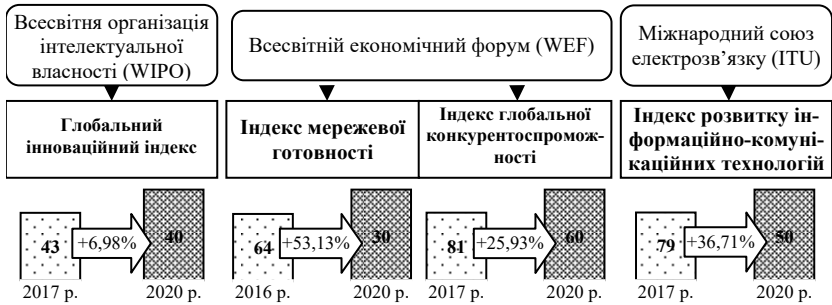 Всесвітня організація
інтелектуальної
власності (WIPO)
Всесвітній економічний форум (WEF)
Міжнародний союз
електрозв’язку (ITU)
Глобальний
інноваційний індекс
Індекс мережевої
готовності
Індекс глобальної
конкурентоспромож-
ності
Індекс розвитку ін-
формаційно-комуні-
каційних технологій
43
+6,98%
40
64
+53,13%
30
81
+25,93%
60
79
+36,71%
50
2017 р.
2020 р.
2016 р.
2020 р.
2017 р.
2020 р.
2017 р.
2020 р.